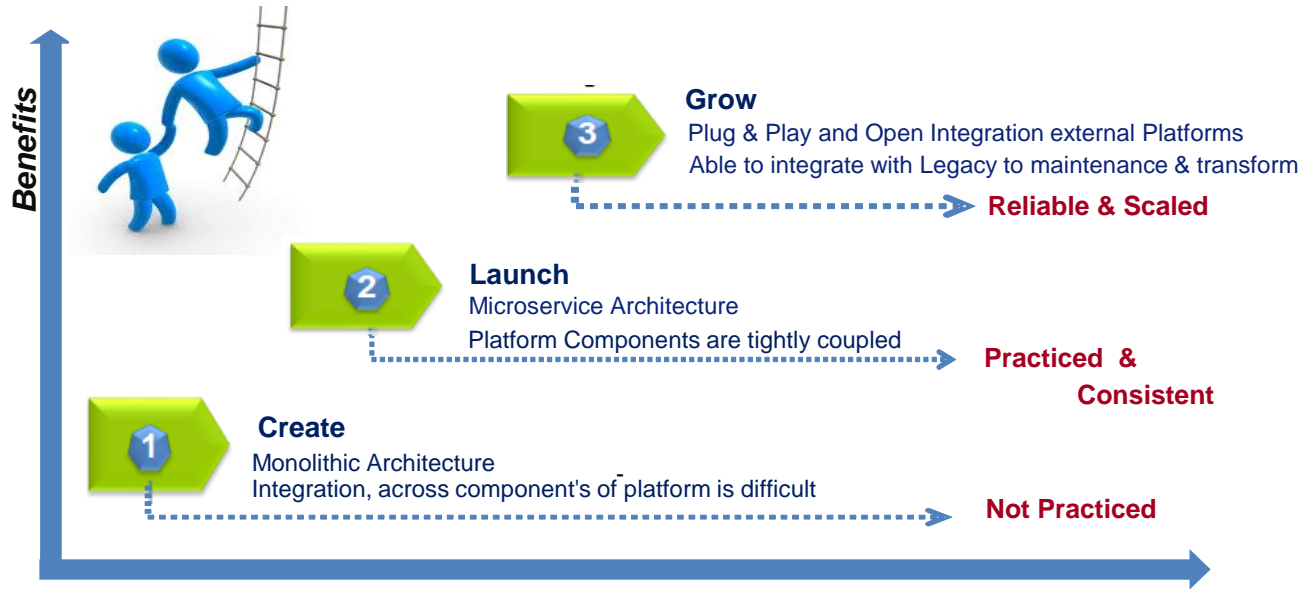 Benefits
3
Grow
Plug & Play and Open Integration external Platforms
Able to integrate with Legacy to maintenance & transform
Reliable & Scaled
2
Launch
Microservice Architecture
Platform Components are tightly coupled
Practiced &
Consistent
1
Create
Monolithic Architecture
Integration, across component's of platform is difficult
Not Practiced